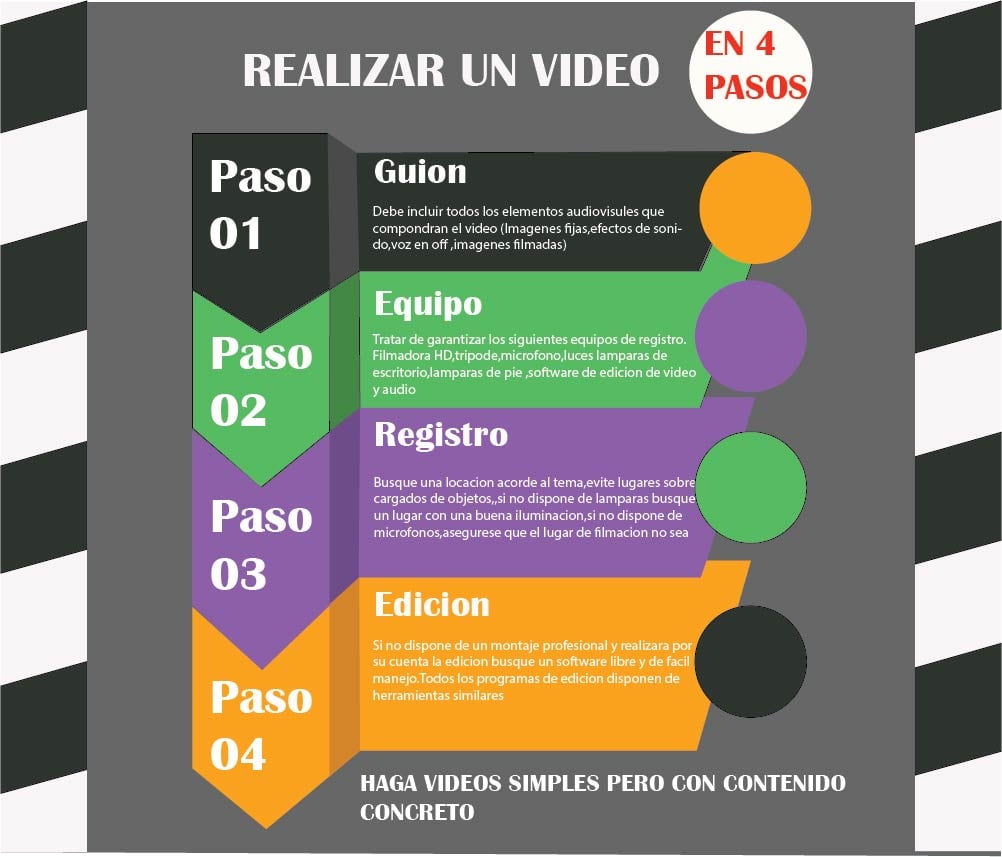 REALIZAR UN VIDEO
EN 4
PASOS
Paso
01
Guion
Debe incluir todos los elementos audiovisules que
compondran el video (Imagenes fijas,efectos de soni-
do,voz en off ,imagenes filmadas)
Paso
02
Equipo
Tratar de garantizar los siguientes equipos de registro.
Filmadora HD,tripode,microfono,luces lamparas de
escritorio,lamparas de pie ,software de edicion de video
y audio
Paso
03
Registro
Busque una locacion acorde al tema,evite lugares sobre
cargados de objetos,,si no dispone de lamparas busque
un lugar con una buena iluminacion,si no dispone de
microfonos,asegurese que el lugar de filmacion no sea
Paso
04
Edicion
Si no dispone de un montaje profesional y realizara por
su cuenta la edicion busque un software libre y de facil
manejo.Todos los programas de edicion disponen de
herramientas similares
HAGA VIDEOS SIMPLES PERO CON CONTENIDO
CONCRETO